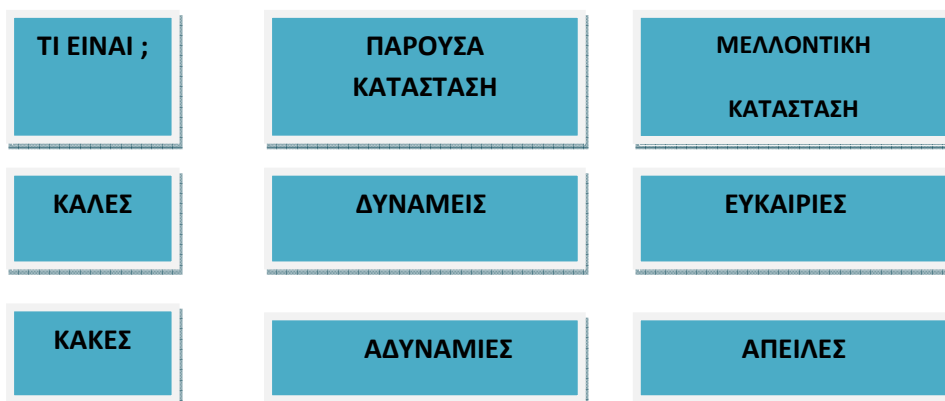 ΤΙ ΕΙΝΑΙ ;
ΠΑΡΟΥΣΑ
ΚΑΤΑΣΤΑΣΗ
ΜΕΛΛΟΝΤΙΚΗ
ΚΑΤΑΣΤΑΣΗ
ΚΑΛΕΣ
ΔΥΝΑΜΕΙΣ
ΕΥΚΑΙΡΙΕΣ
ΚΑΚΕΣ
ΑΔΥΝΑΜΙΕΣ
ΑΠΕΙΛΕΣ